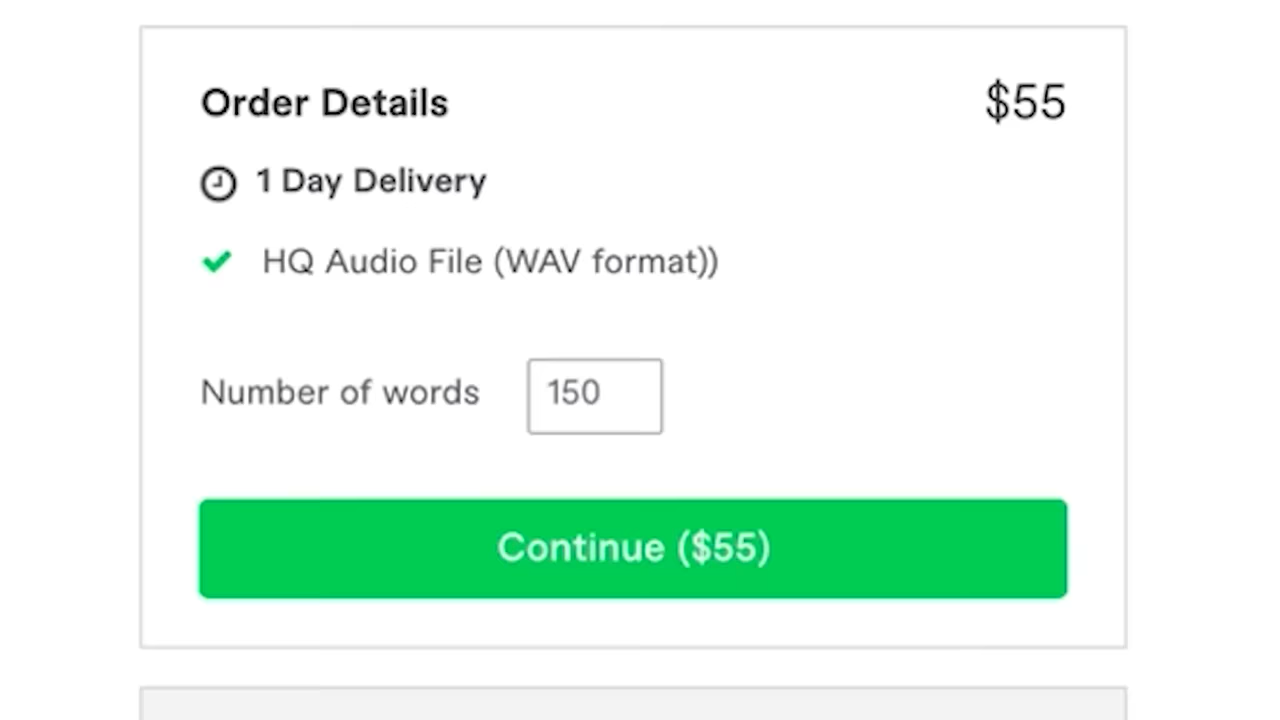 Order Details
$55
1 Day Delivery
HQ Audio File (WAV format))
Number of words
150
Continue ($55)